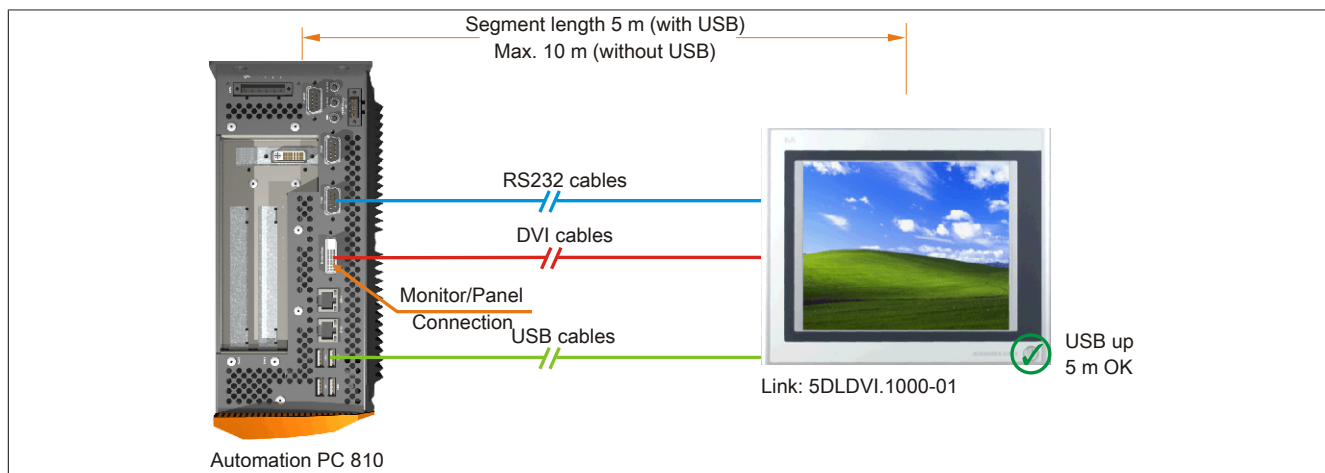 Segment length 5 m (with USB)
Max. 10 m (without USB)
RS232 cables
DVI cables
Monitor/Panel
Connection
USB cables
USB up
5 m OK
Link: 5DLDVI.1000-01
Automation PC 810